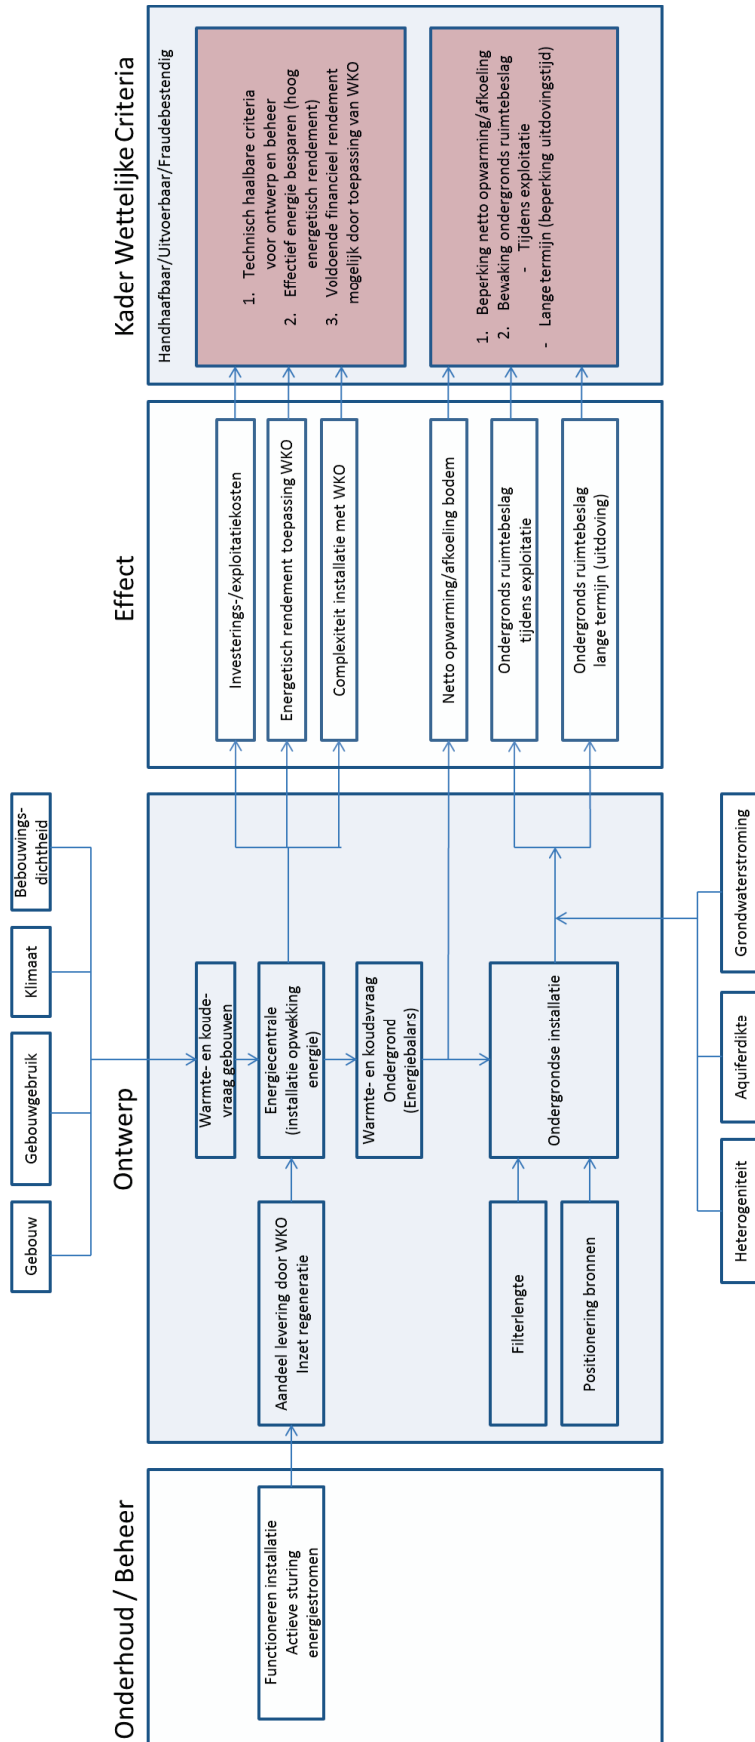 Onderhoud / Beheer
Functioneren installatie
Actieve sturing
energiestromen
Ontwerp
Gebouw
Gebouwgebruik
Klimaat
Bebouwings-
dichtheid
Warmte- en koude-
vraag gebouwen
Aandeel levering door WKO
Inzet regeneratie
Energiecentrale
(installatie opwekking
energie)
Warmte- en koudevraag
Ondergrond
(Energiebalans)
Filterlengte
Positionering bronnen
Ondergrondse installatie
Heterogeniteit
Aquiferdikte
Grondwaterstroming
Effect
Investerings-/exploitatiekosten
Energetisch rendement toepassing WKO
Complexiteit installatie met WKO
Netto opwarming/afkoeling bodem
Ondergronds ruimtebeslag
tijdens exploitatie
Ondergronds ruimtebeslag
lange termijn (uitdoving)
Kader Wettelijke Criteria
Handhaafbaar/Uitvoerbaar/Fraudebestendig
1. Technisch haalbare criteria
voor ontwerp en beheer
2. Effectief energie besparen (hoog
energetisch rendement)
3. Voldoende financieel rendement
mogelijk door toepassing van WKO
1. Beperking netto opwarming/afkoeling
2. Bewaking ondergronds ruimtebeslag
- Tijdens exploitatie
- Lange termijn (beperking uitdovingstijd)